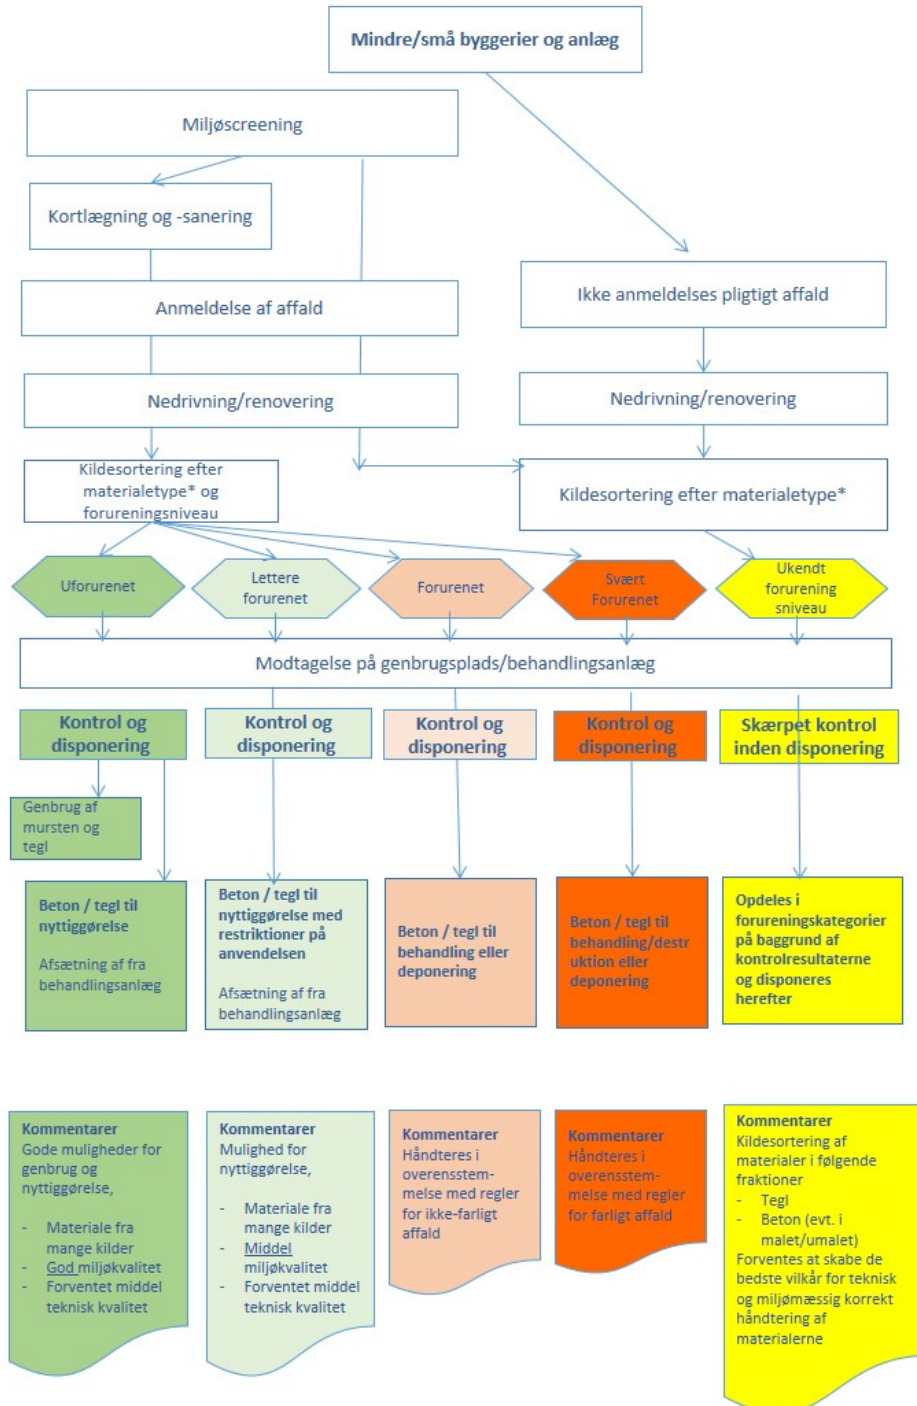 Mindre/små byggerier og anlæg
Miljøscreening
Kortlægning og -sanering
Anmeldelse af affald
Ikke anmeldelses pligtigt affald
Nedrivning/renovering
Nedrivning/renovering
Kildesortering efter
materialetype* og
forureningsniveau
Kildesortering efter materialetype*
Uforurenet
Lettere
forurenet
Forurenet
Svært
Forurenet
Ukendt
forurening
sniveau
Modtagelse på genbrugsplads/behandlingsanlæg
Kontrol og
disponering
Kontrol og
disponering
Kontrol og
disponering
Kontrol og
disponering
Skærpet kontrol
inden disponering
Genbrug af
mursten og
tegl
Beton / tegl til
nyttiggørelse
Afsætning af fra
behandlingsanlæg
Beton / tegl til
nyttiggørelse med
restriktioner på
anvendelsen
Afsætning af fra
behandlingsanlæg
Beton / tegl til
behandling eller
deponering
Beton / tegl til
behandling/destr
uktion eller
deponering
Opdeles i
forureningskategorier
på baggrund af
kontrolresultaterne
og disponeres
herefter
Kommentarer
Gode muligheder for
genbrug og
nyttiggørelse,
- Materiale fra
mange kilder
- God miljøkvalitet
- Forventet middel
teknisk kvalitet
Kommentarer
Mulighed for
nyttiggørelse,
- Materiale fra
mange kilder
- Middel
miljøkvalitet
- Forventet middel
teknisk kvalitet
Kommentarer
Håndteres i
overensstem-
melse med regler
for ikke-farligt
affald
Kommentarer
Håndteres i
overensstem-
melse med regler
for farligt affald
Kommentarer
Kildesortering af
materialer i følgende
fraktioner
- Tegl
- Beton (evt. i
malet/umalet)
Forventes at skabe de
bedste vilkår for teknisk
og miljømæssig korrekt
håndtering af
materialerne